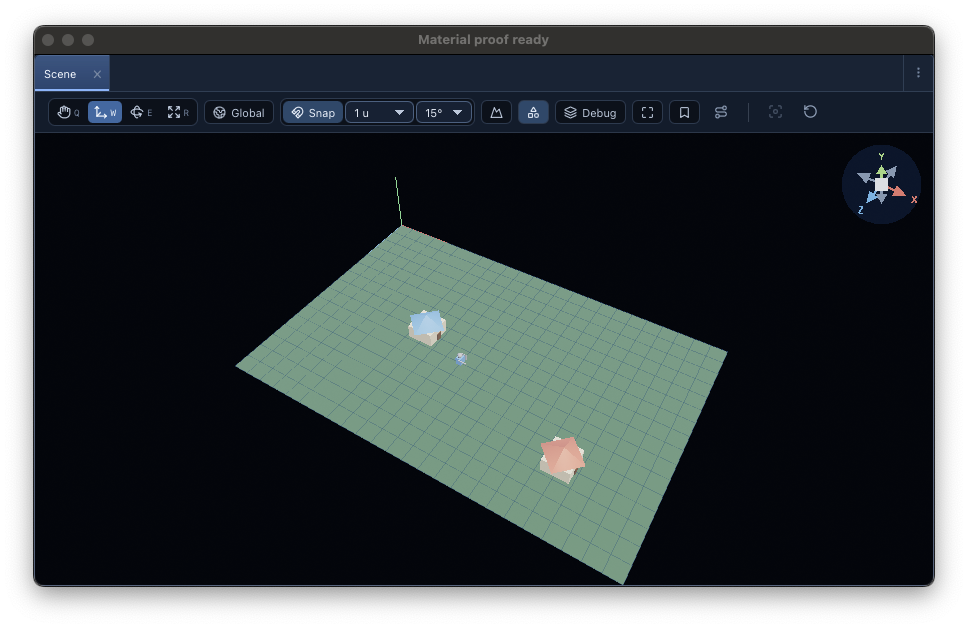 Material proof ready
Scene
Q W E R Global Snap 1 u 15° Debug
Y
X
Z